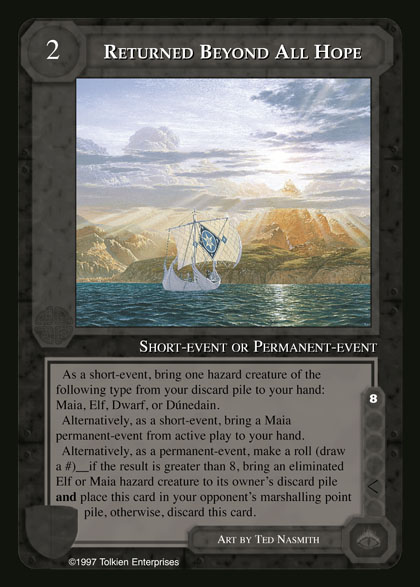 2
RETURNED BEYOND ALL HOPE
SHORT-EVENT OR PERMANENT-EVENT
As a short-event, bring one hazard creature of the
following type from your discard pile to your hand:
Maia, Elf, Dwarf, or Dúnedain.
Alternatively, as a short-event, bring a Maia
permanent-event from active play to your hand.
Alternatively, as a permanent-event, make a roll (draw
a #)__if the result is greater than 8, bring an eliminated
Elf or Maia hazard creature to its owner's discard pile
and place this card in your opponent's marshalling point
pile, otherwise, discard this card.
8
ART BY TED NASMITH
©1997 Tolkien Enterprises